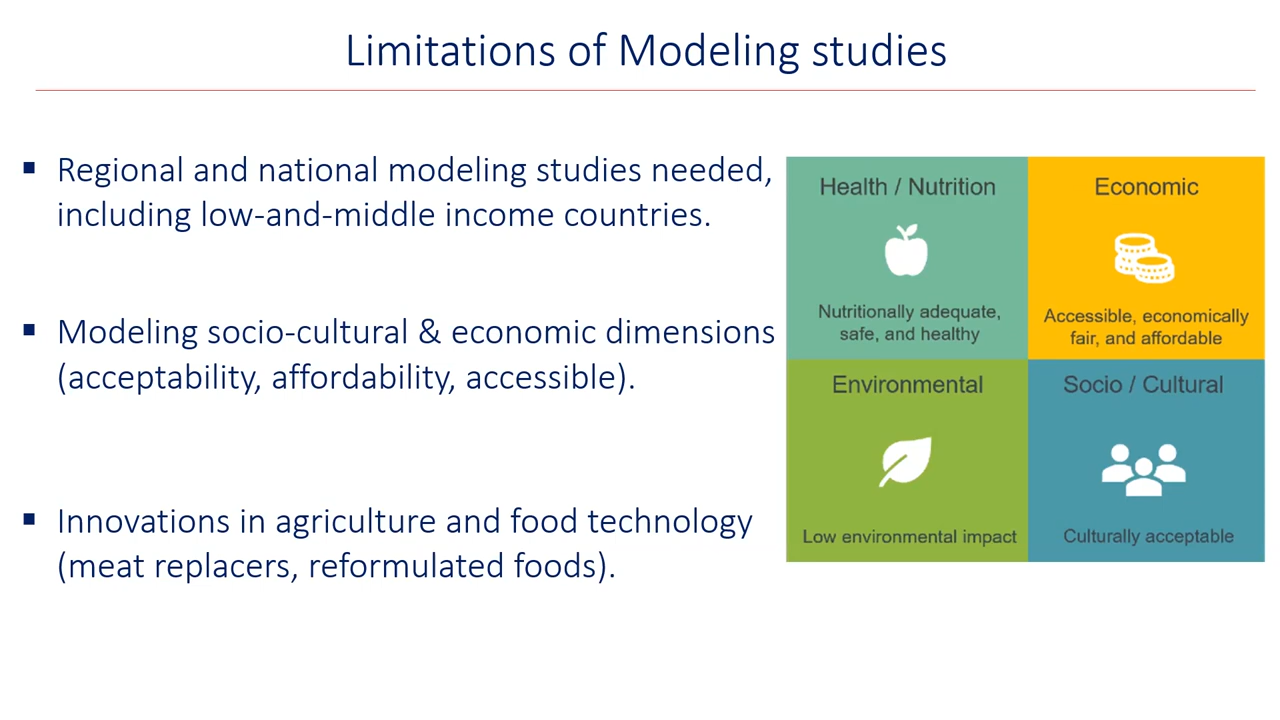 Limitations of Modeling studies
▪ Regional and national modeling studies needed,
including low-and-middle income countries.
▪ Modeling socio-cultural & economic dimensions
(acceptability, affordability, accessible).
▪ Innovations in agriculture and food technology
(meat replacers, reformulated foods).
Health / Nutrition
Nutritionally adequate,
safe, and healthy
Economic
Accessible, economically
fair, and affordable
Environmental
Low environmental impact
Socio / Cultural
Culturally acceptable